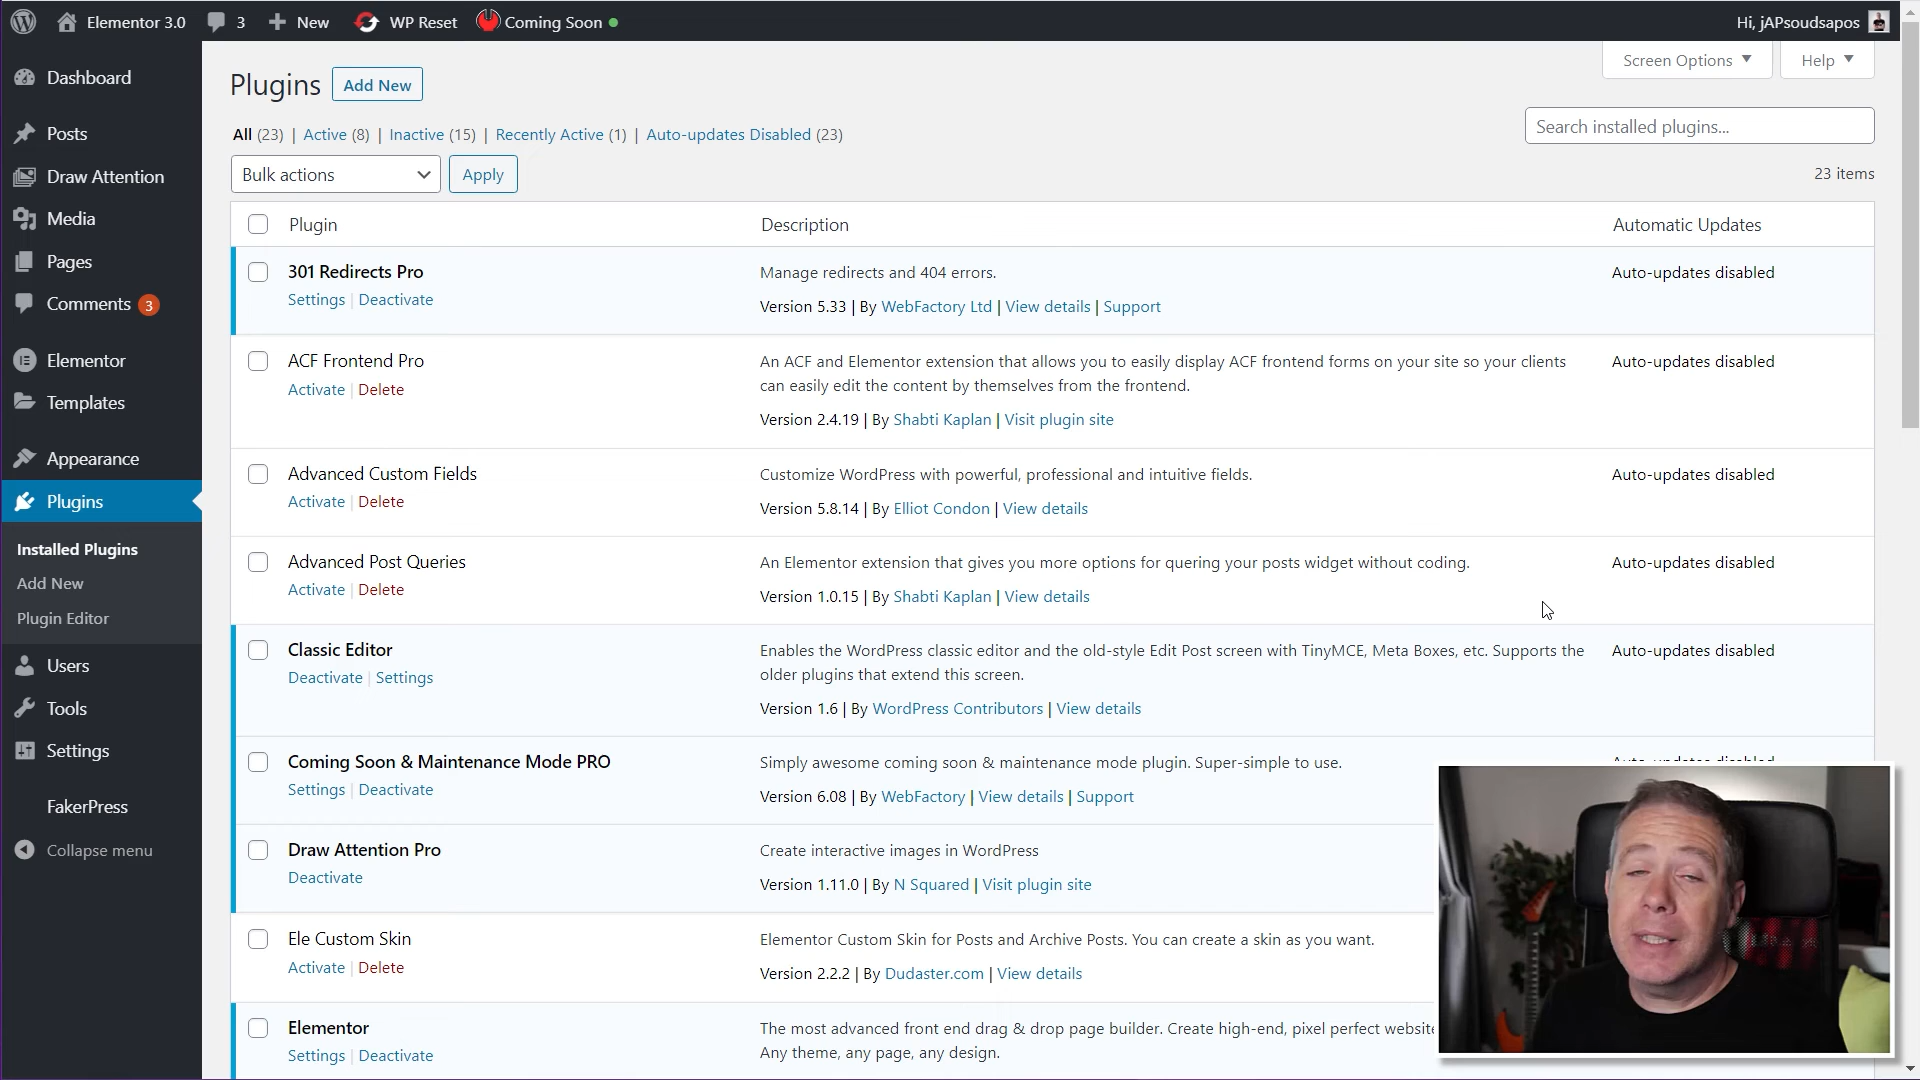 Elementor 3.0 3 New WP Reset Coming Soon Hi, jAPsoudsapos
Screen Options Help
Dashboard
Posts
Draw Attention
Media
Pages
Comments 3
Elementor
Templates
Appearance
Plugins
Installed Plugins
Add New
Plugin Editor
Users
Tools
Settings
FakerPress
Collapse menu
Plugins Add New
All (23) | Active (8) | Inactive (15) | Recently Active (1) | Auto-updates Disabled (23)
Search installed plugins...
Bulk actions Apply
23 items
Plugin Description Automatic Updates
301 Redirects Pro
Settings | Deactivate
Manage redirects and 404 errors.
Version 5.33 | By WebFactory Ltd | View details | Support
Auto-updates disabled
ACF Frontend Pro
Activate | Delete
An ACF and Elementor extension that allows you to easily display ACF frontend forms on your site so your clients
can easily edit the content by themselves from the frontend.
Version 2.4.19 | By Shabti Kaplan | Visit plugin site
Auto-updates disabled
Advanced Custom Fields
Activate | Delete
Customize WordPress with powerful, professional and intuitive fields.
Version 5.8.14 | By Elliot Condon | View details
Auto-updates disabled
Advanced Post Queries
Activate | Delete
An Elementor extension that gives you more options for quering your posts widget without coding.
Version 1.0.15 | By Shabti Kaplan | View details
Auto-updates disabled
Classic Editor
Deactivate | Settings
Enables the WordPress classic editor and the old-style Edit Post screen with TinyMCE, Meta Boxes, etc. Supports the
older plugins that extend this screen.
Version 1.6 | By WordPress Contributors | View details
Auto-updates disabled
Coming Soon & Maintenance Mode PRO
Settings | Deactivate
Simply awesome coming soon & maintenance mode plugin. Super-simple to use.
Version 6.08 | By WebFactory | View details | Support
Draw Attention Pro
Deactivate
Create interactive images in WordPress
Version 1.11.0 | By N Squared | Visit plugin site
Ele Custom Skin
Activate | Delete
Elementor Custom Skin for Posts and Archive Posts. You can create a skin as you want.
Version 2.2.2 | By Dudaster.com | View details
Elementor
Settings | Deactivate
The most advanced front end drag & drop page builder. Create high-end, pixel perfect website
Any theme, any page, any design.